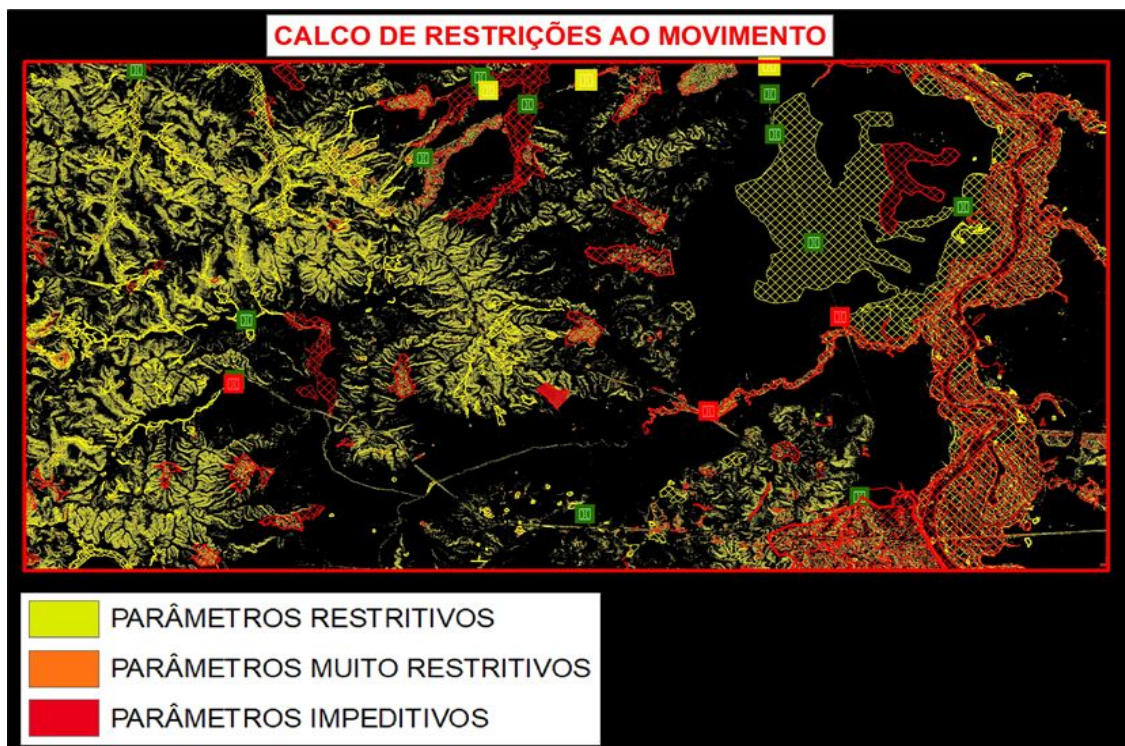 CALCO DE RESTRIÇÕES AO MOVIMENTO
PARÂMETROS RESTRITIVOS
PARÂMETROS MUITO RESTRITIVOS
PARÂMETROS IMPEDITIVOS